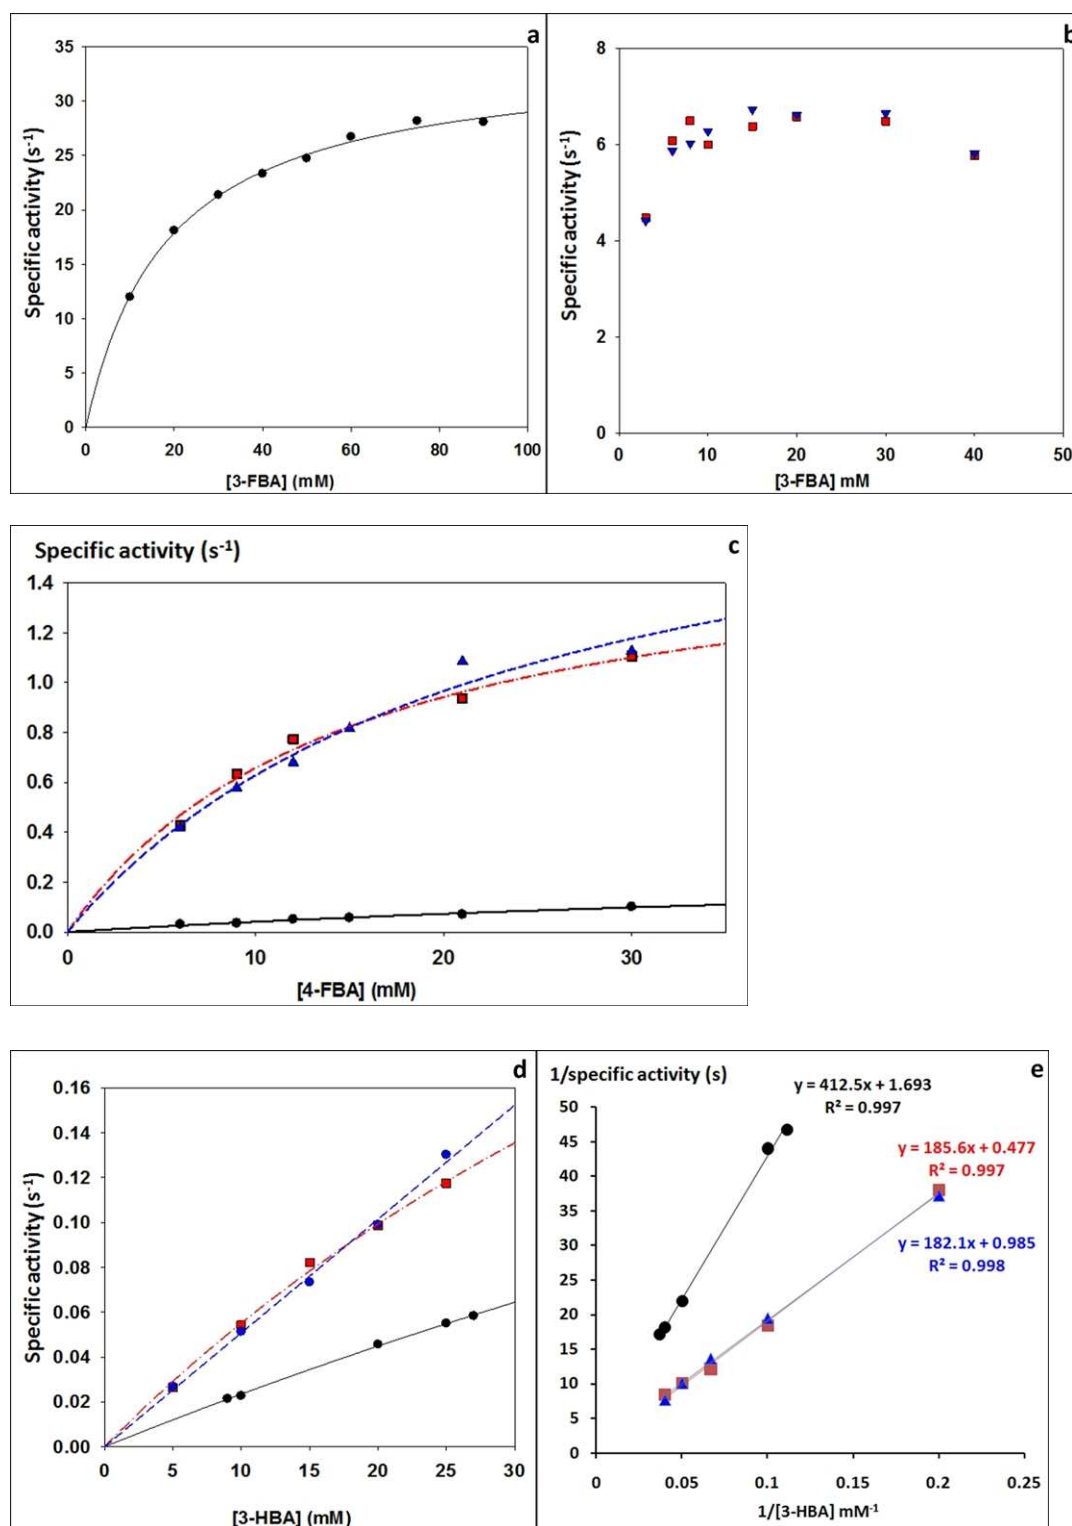 a
Specific activity (s⁻¹)
35
30
25
20
15
10
5
0
0 20 40 60 80 100
[3-FBA] (mM)
b
Specific activity (s⁻¹)
8
6
4
2
0
0 10 20 30 40 50
[3-FBA] mM
Specific activity (s⁻¹)
c
1.4
1.2
1.0
0.8
0.6
0.4
0.2
0.0
0 10 20 30
[4-FBA] (mM)
d
Specific activity (s⁻¹)
0.16
0.14
0.12
0.10
0.08
0.06
0.04
0.02
0.00
0 5 10 15 20 25 30
[3-HBA] (mM)
1/specific activity (s)
e
y = 412.5x + 1.693
R² = 0.997
y = 185.6x + 0.477
R² = 0.997
y = 182.1x + 0.985
R² = 0.998
50
45
40
35
30
25
20
15
10
5
0
0 0.05 0.1 0.15 0.2 0.25
1/[3-HBA] mM⁻¹